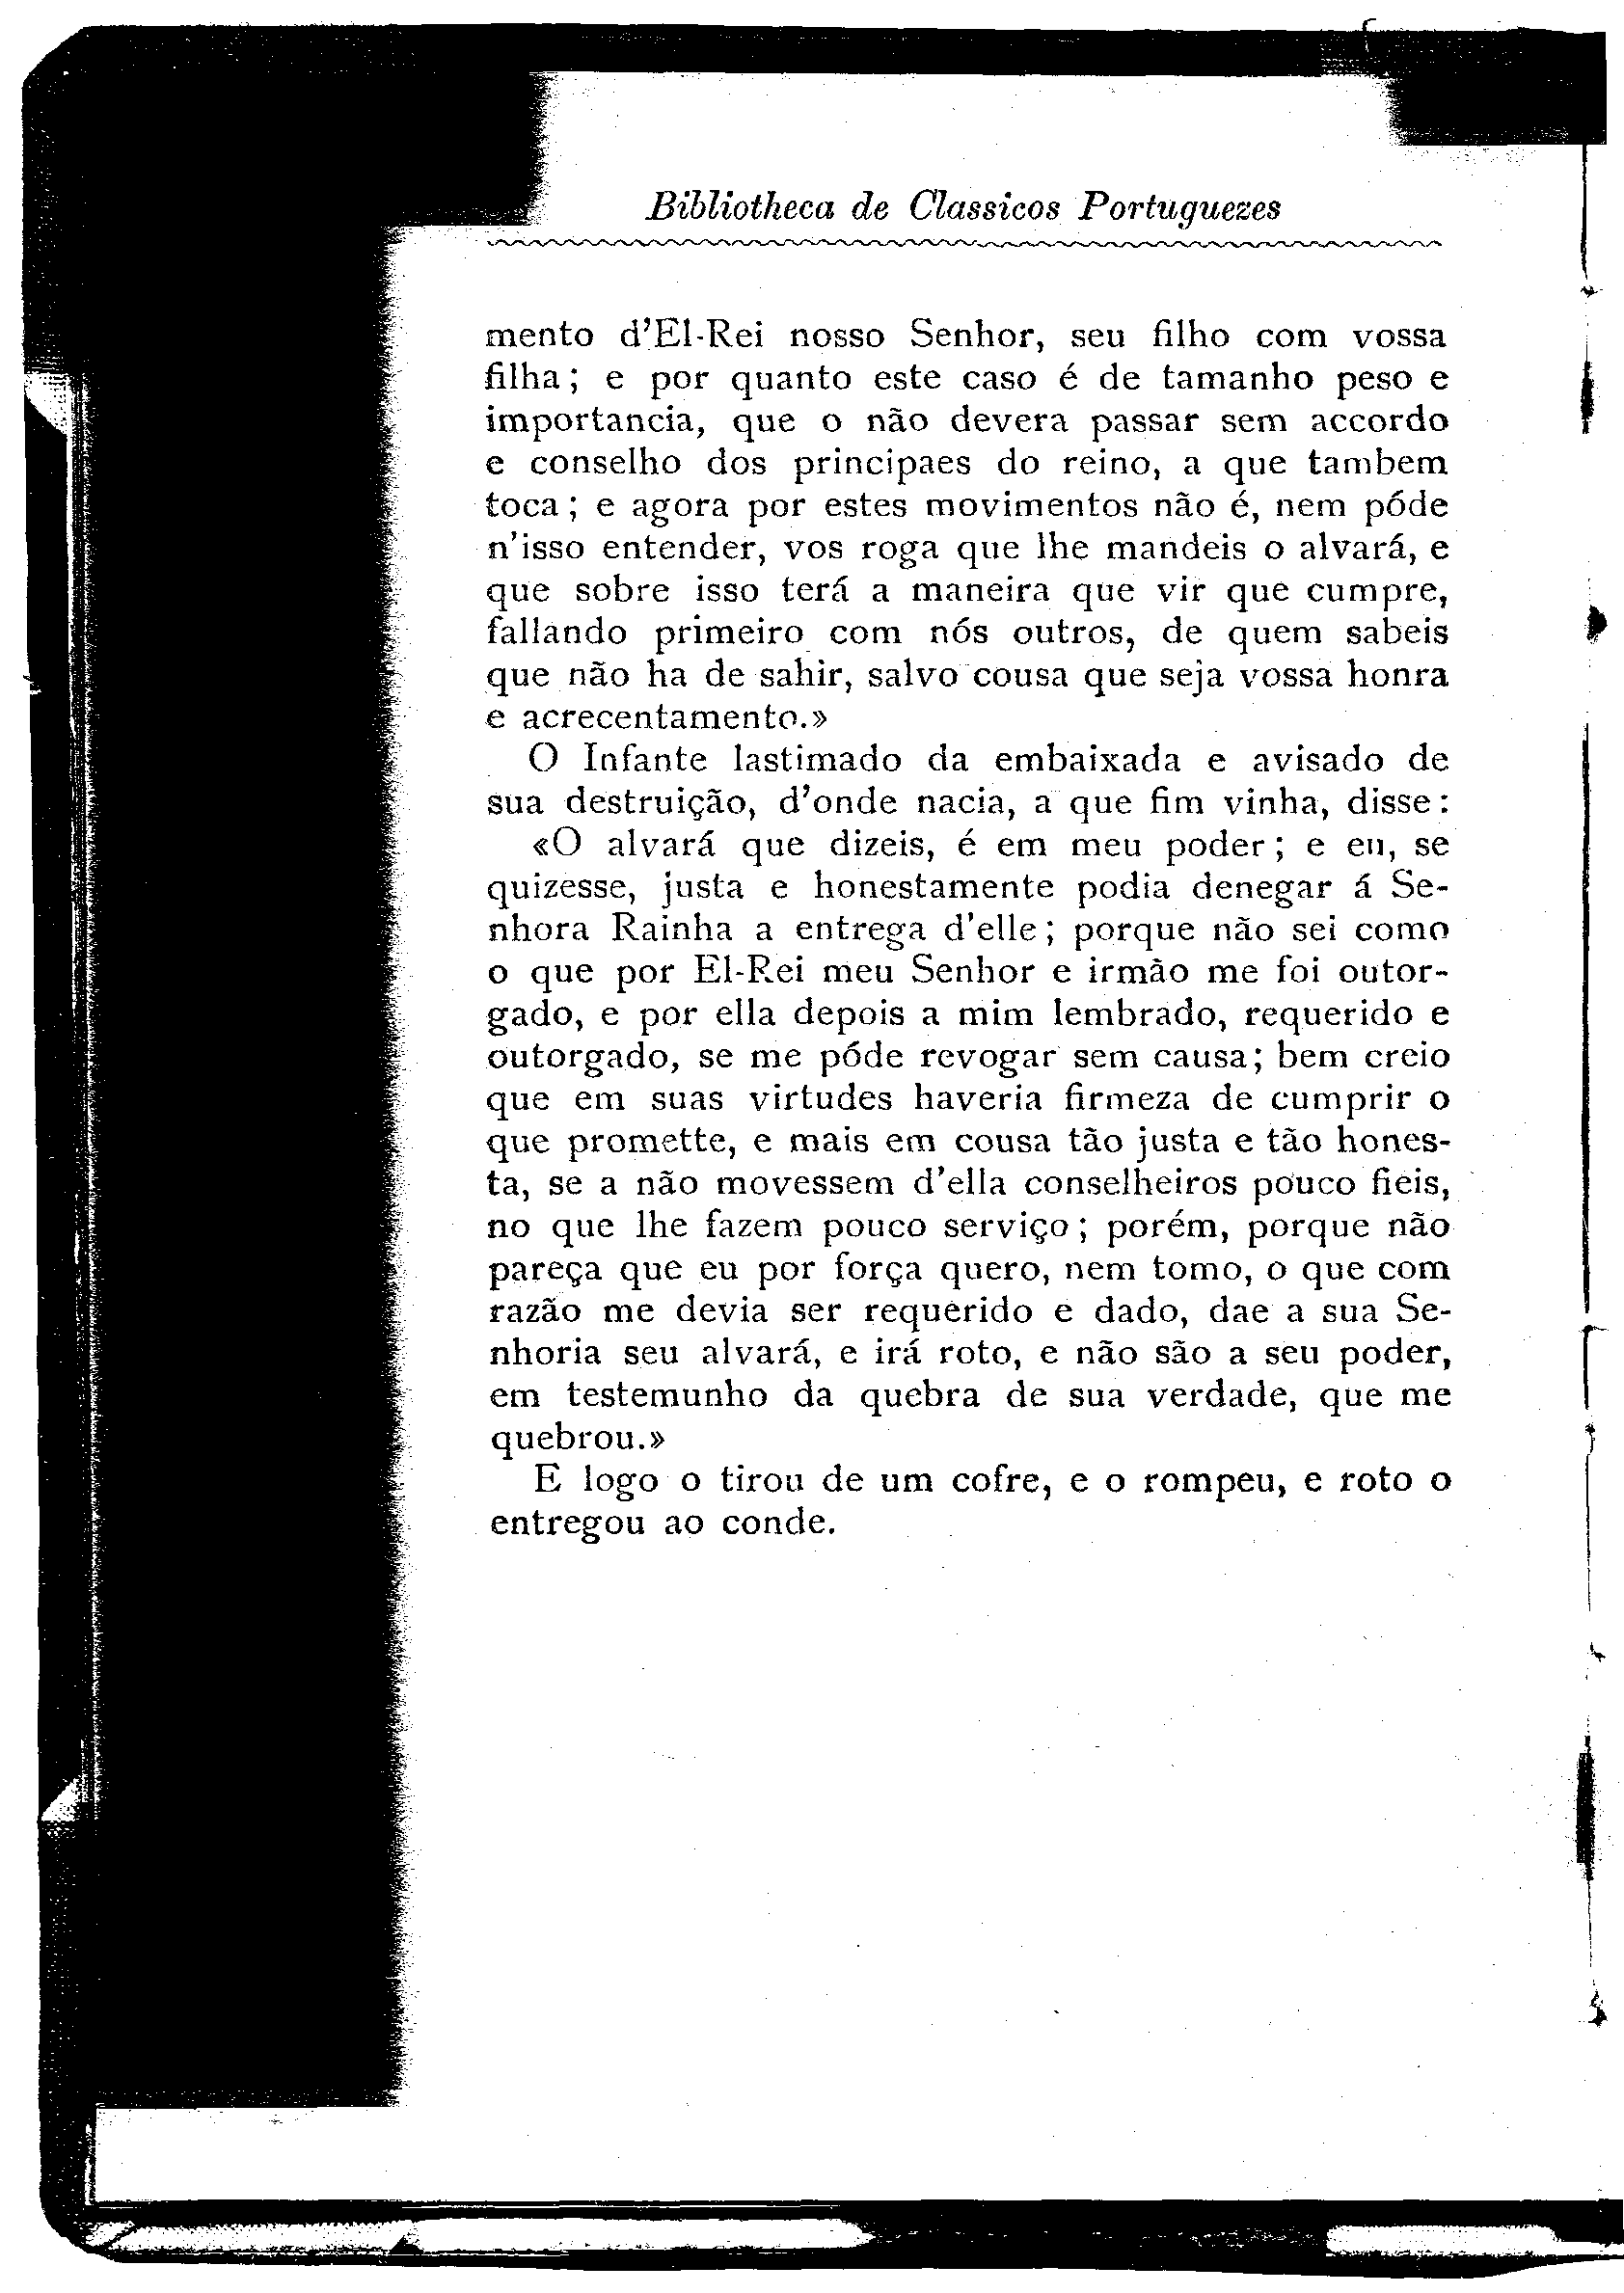 Bibliotheca de Classicos Portuguezes
mento d'El-Rei nosso Senhor, seu filho com vossa
filha; e por quanto este caso é de tamanho peso e
importancia, que o não devera passar sem accordo
e conselho dos principaes do reino, a que tambem
toca; e agora por estes movimentos não é, nem póde
n'isso entender, vos roga que lhe mandeis o alvará, e
que sobre isso terá a maneira que vir que cumpre,
fallando primeiro com nós outros, de quem sabeis
que não ha de sahir, salvo cousa que seja vossa honra
e acrecentamento.»
O Infante lastimado da embaixada e avisado de
sua destruição, d'onde nacia, a que fim vinha, disse:
«O alvará que dizeis, é em meu poder; e eu, se
quizesse, justa e honestamente podia denegar á Se-
nhora Rainha a entrega d'elle; porque não sei como
o que por El-Rei meu Senhor e irmão me foi outor-
gado, e por ella depois a mim lembrado, requerido e
outorgado, se me póde revogar sem causa; bem creio
que em suas virtudes haveria firmeza de cumprir o
que promette, e mais em cousa tão justa e tão hones-
ta, se a não movessem d'ella conselheiros pouco fieis,
no que lhe fazem pouco serviço; porém, porque não
pareça que eu por força quero, nem tomo, o que com
razão me devia ser requerido e dado, dae a sua Se-
nhoria seu alvará, e irá roto, e não são a seu poder,
em testemunho da quebra de sua verdade, que me
quebrou.»
E logo o tirou de um cofre, e o rompeu, e roto o
entregou ao conde.